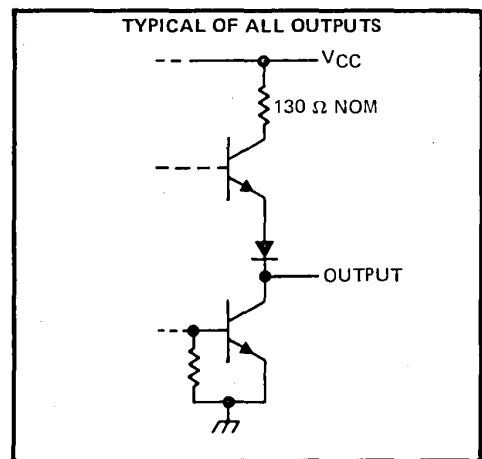 TYPICAL OF ALL OUTPUTS
VCC
130 Ω NOM
OUTPUT